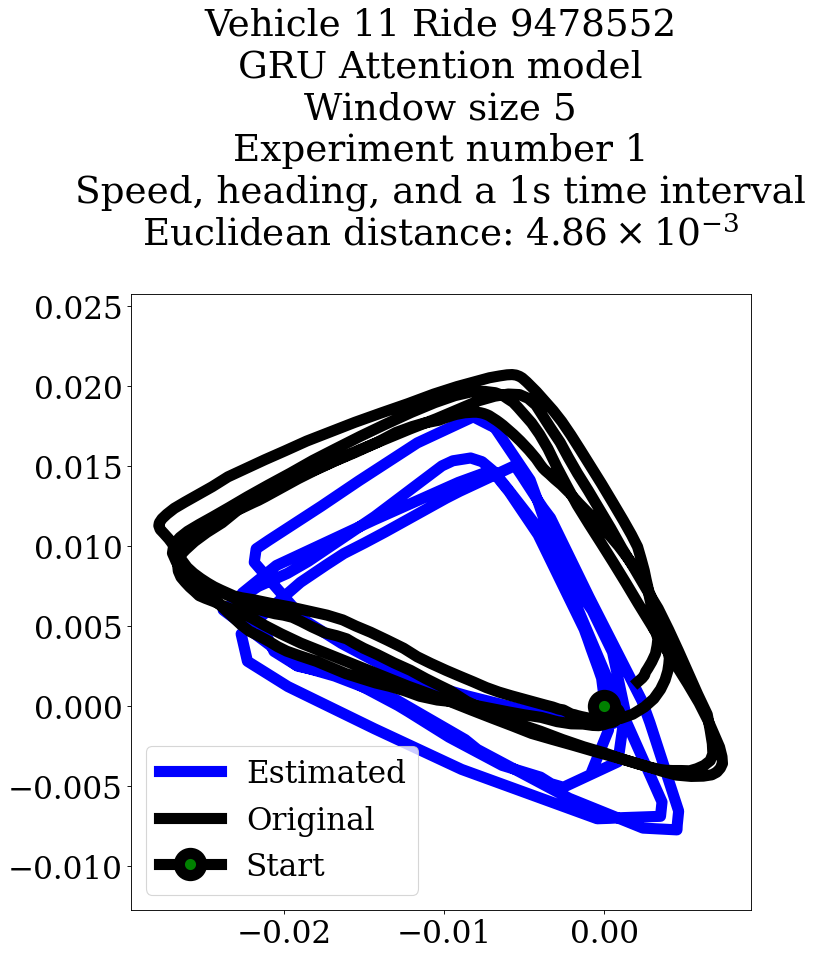 Vehicle 11 Ride 9478552
GRU Attention model
Window size 5
Experiment number 1
Speed, heading, and a 1s time interval
Euclidean distance: 4.86 × 10⁻³
0.025
0.020
0.015
0.010
0.005
0.000
−0.005
−0.010
Estimated
Original
Start
−0.02 −0.01 0.00